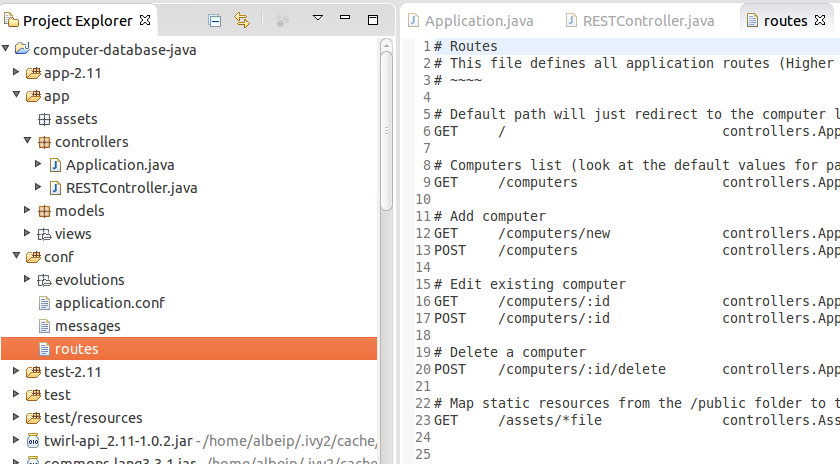 Project Explorer
computer-database-java
app-2.11
app
assets
controllers
Application.java
RESTController.java
models
views
conf
evolutions
application.conf
messages
routes
test-2.11
test
test/resources
twirl-api_2.11-1.0.2.jar - /home/albeip/.ivy2/cache/
commons-lang3-3.1.jar - /home/albeip/.ivy2/cache/
Application.java RESTController.java routes
1 # Routes
2 # This file defines all application routes (Higher
3 # ~~~~
4
5 # Default path will just redirect to the computer l
6 GET / controllers.App
7
8 # Computers list (look at the default values for pa
9 GET /computers controllers.App
10
11 # Add computer
12 GET /computers/new controllers.App
13 POST /computers controllers.App
14
15 # Edit existing computer
16 GET /computers/:id controllers.App
17 POST /computers/:id controllers.App
18
19 # Delete a computer
20 POST /computers/:id/delete controllers.App
21
22 # Map static resources from the /public folder to t
23 GET /assets/*file controllers.Ass
24
25